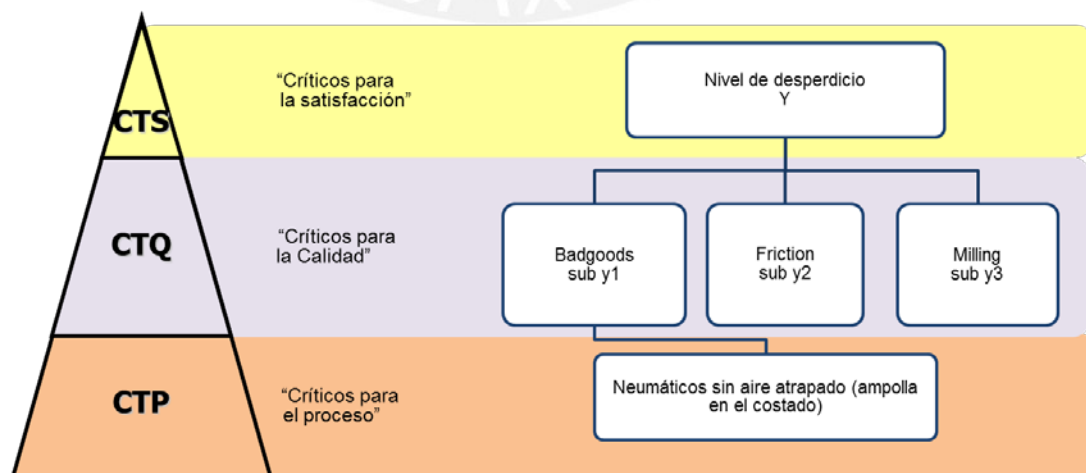 CTS
“Críticos para
la satisfacción”
Nivel de desperdicio
Y
CTQ
“Críticos para
la Calidad”
Badgoods
sub y1
Friction
sub y2
Milling
sub y3
CTP
“Críticos para
el proceso”
Neumáticos sin aire atrapado (ampolla
en el costado)